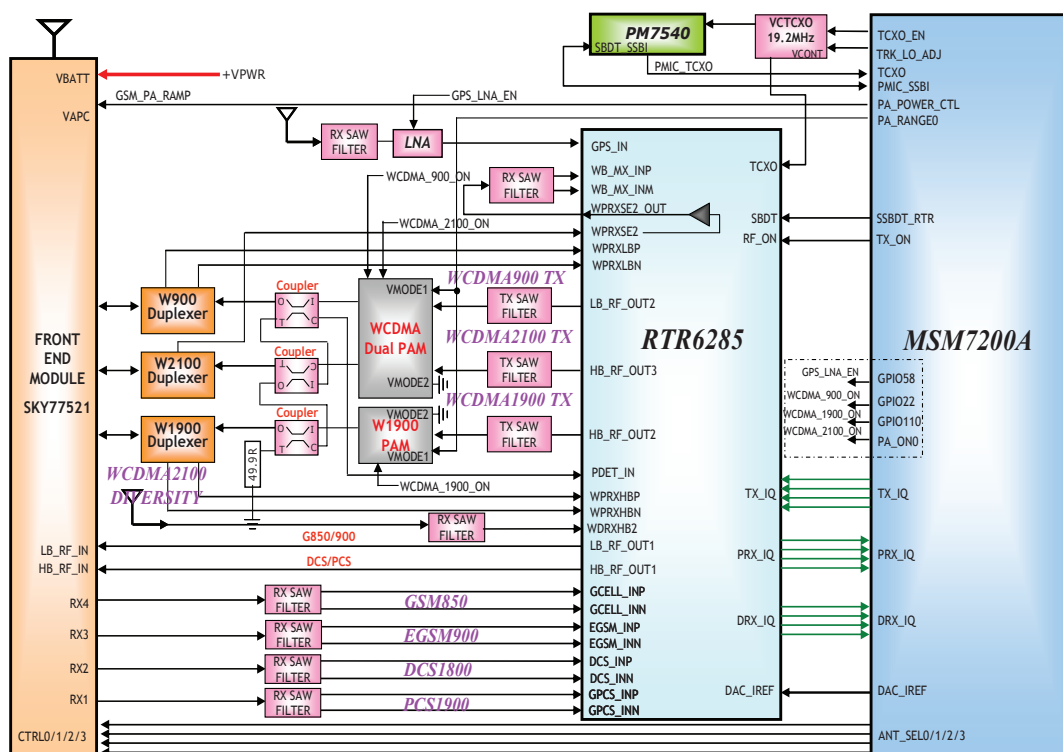 VBATT
+VPWR
GSM_PA_RAMP
VAPC
GPS_LNA_EN
RX SAW
FILTER
LNA
PM7540
SBDT_SSBI
PMIC_TCXO
VCTCXO
19.2MHz
VCONT
TCXO_EN
TRK_LO_ADJ
TCXO
PMIC_SSBI
PA_POWER_CTL
PA_RANGE0
GPS_IN
TCXO
WCDMA_900_ON
RX SAW
FILTER
WB_MX_INP
WB_MX_INM
WPRXSE2_OUT
SBDT
SSBDT_RTR
WCDMA_2100_ON
WPRXSE2
RF_ON
TX_ON
WPRXLBP
WPRXLBN
W900
Duplexer
Coupler
O
I
T
C
VMODE1
WCDMA
Dual PAM
VMODE2
WCDMA900 TX
TX SAW
FILTER
LB_RF_OUT2
RTR6285
MSM7200A
FRONT
END
MODULE
SKY77521
W2100
Duplexer
Coupler
T
C
O
I
WCDMA2100 TX
TX SAW
FILTER
HB_RF_OUT3
GPS_LNA_EN
GPIO58
WCDMA_900_ON
GPIO22
WCDMA_1900_ON
GPIO110
WCDMA_2100_ON
PA_ON0
W1900
Duplexer
Coupler
O
I
T
C
VMODE2
W1900
PAM
VMODE1
WCDMA1900 TX
TX SAW
FILTER
HB_RF_OUT2
49.9R
WCDMA_1900_ON
PDET_IN
WCDMA2100
DIVERSITY
WPRXHBP
WPRXHBN
TX_IQ
TX_IQ
RX SAW
FILTER
WDRXHB2
G850/900
LB_RF_IN
LB_RF_OUT1
PRX_IQ
PRX_IQ
DCS/PCS
HB_RF_IN
HB_RF_OUT1
RX4
RX SAW
FILTER
GSM850
GCELL_INP
GCELL_INN
RX3
RX SAW
FILTER
EGSM900
EGSM_INP
EGSM_INN
DRX_IQ
DRX_IQ
RX2
RX SAW
FILTER
DCS1800
DCS_INP
DCS_INN
RX1
RX SAW
FILTER
PCS1900
GPCS_INP
GPCS_INN
DAC_IREF
DAC_IREF
CTRL0/1/2/3
ANT_SEL0/1/2/3